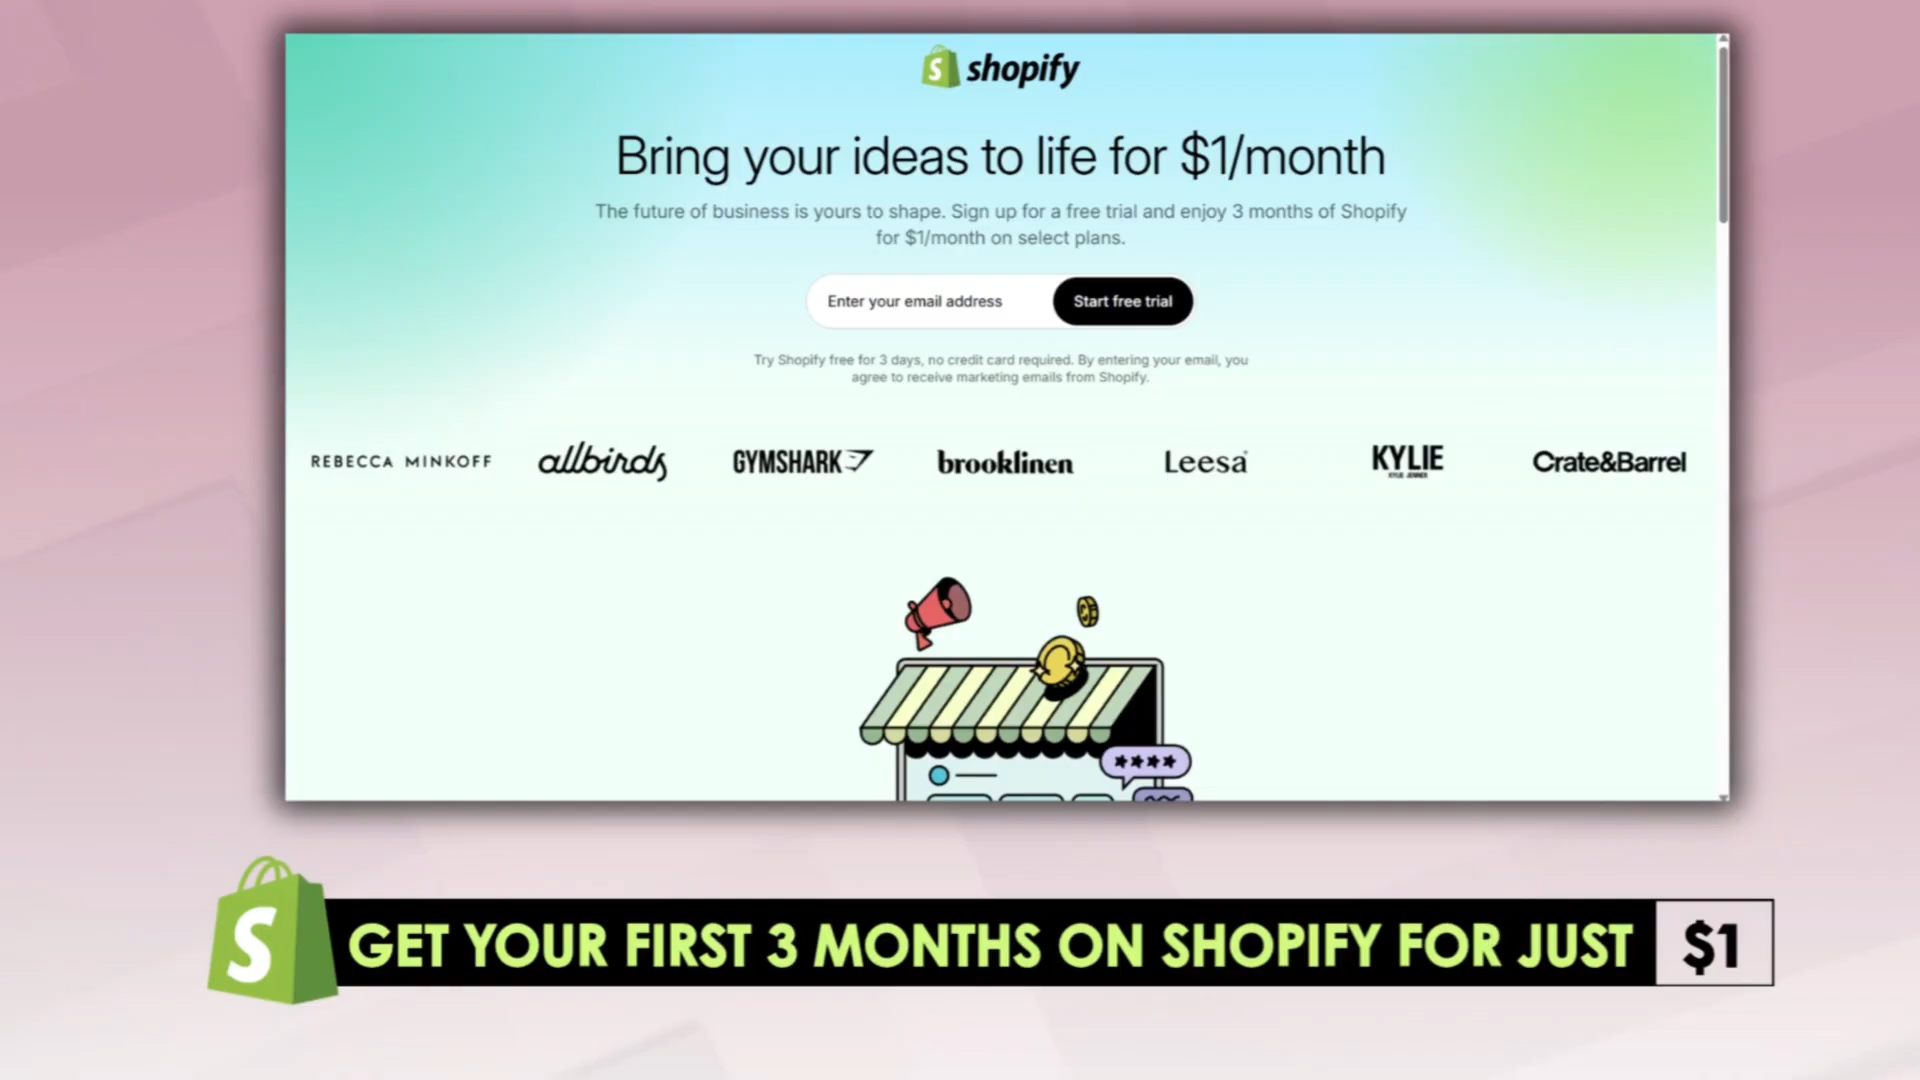 shopify
Bring your ideas to life for $1/month
The future of business is yours to shape. Sign up for a free trial and enjoy 3 months of Shopify
for $1/month on select plans.
Enter your email address
Start free trial
Try Shopify free for 3 days, no credit card required. By entering your email, you
agree to receive marketing emails from Shopify.
REBECCA MINKOFF
allbirds
GYMSHARK
brooklinen
Leesa
KYLIE
KYLIE JENNER
Crate&Barrel
GET YOUR FIRST 3 MONTHS ON SHOPIFY FOR JUST
$1